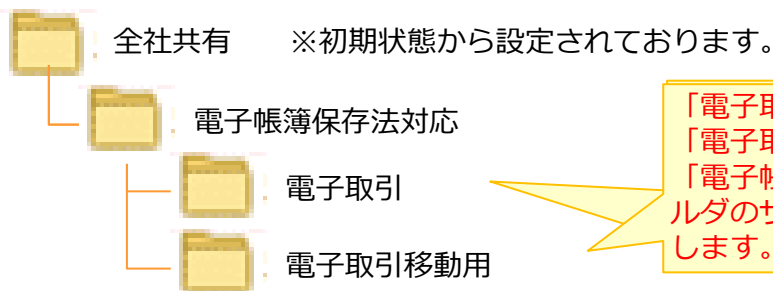 全社共有　　※初期状態から設定されております。
電子帳簿保存法対応
「電子取
「電子取
「電子帳
ルダのサ
します。
電子取引
電子取引移動用